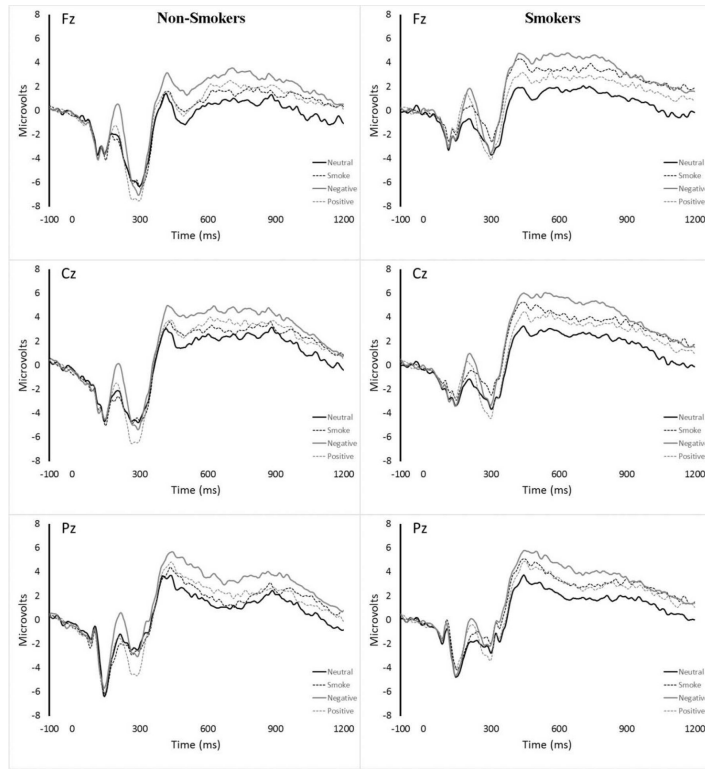 Fz
Non-Smokers
8
6
4
2
0
-2
-4
-6
-8
Microvolts
-100 0 300 600 900 1200
Time (ms)
Neutral
Smoke
Negative
Positive
Fz
Smokers
8
6
4
2
0
-2
-4
-6
-8
Microvolts
-100 0 300 600 900 1200
Time (ms)
Neutral
Smoke
Negative
Positive
Cz
8
6
4
2
0
-2
-4
-6
-8
Microvolts
-100 0 300 600 900 1200
Time (ms)
Neutral
Smoke
Negative
Positive
Cz
8
6
4
2
0
-2
-4
-6
-8
Microvolts
-100 0 300 600 900 1200
Time (ms)
Neutral
Smoke
Negative
Positive
Pz
8
6
4
2
0
-2
-4
-6
-8
Microvolts
-100 0 300 600 900 1200
Time (ms)
Neutral
Smoke
Negative
Positive
Pz
8
6
4
2
0
-2
-4
-6
-8
Microvolts
-100 0 300 600 900 1200
Time (ms)
Neutral
Smoke
Negative
Positive